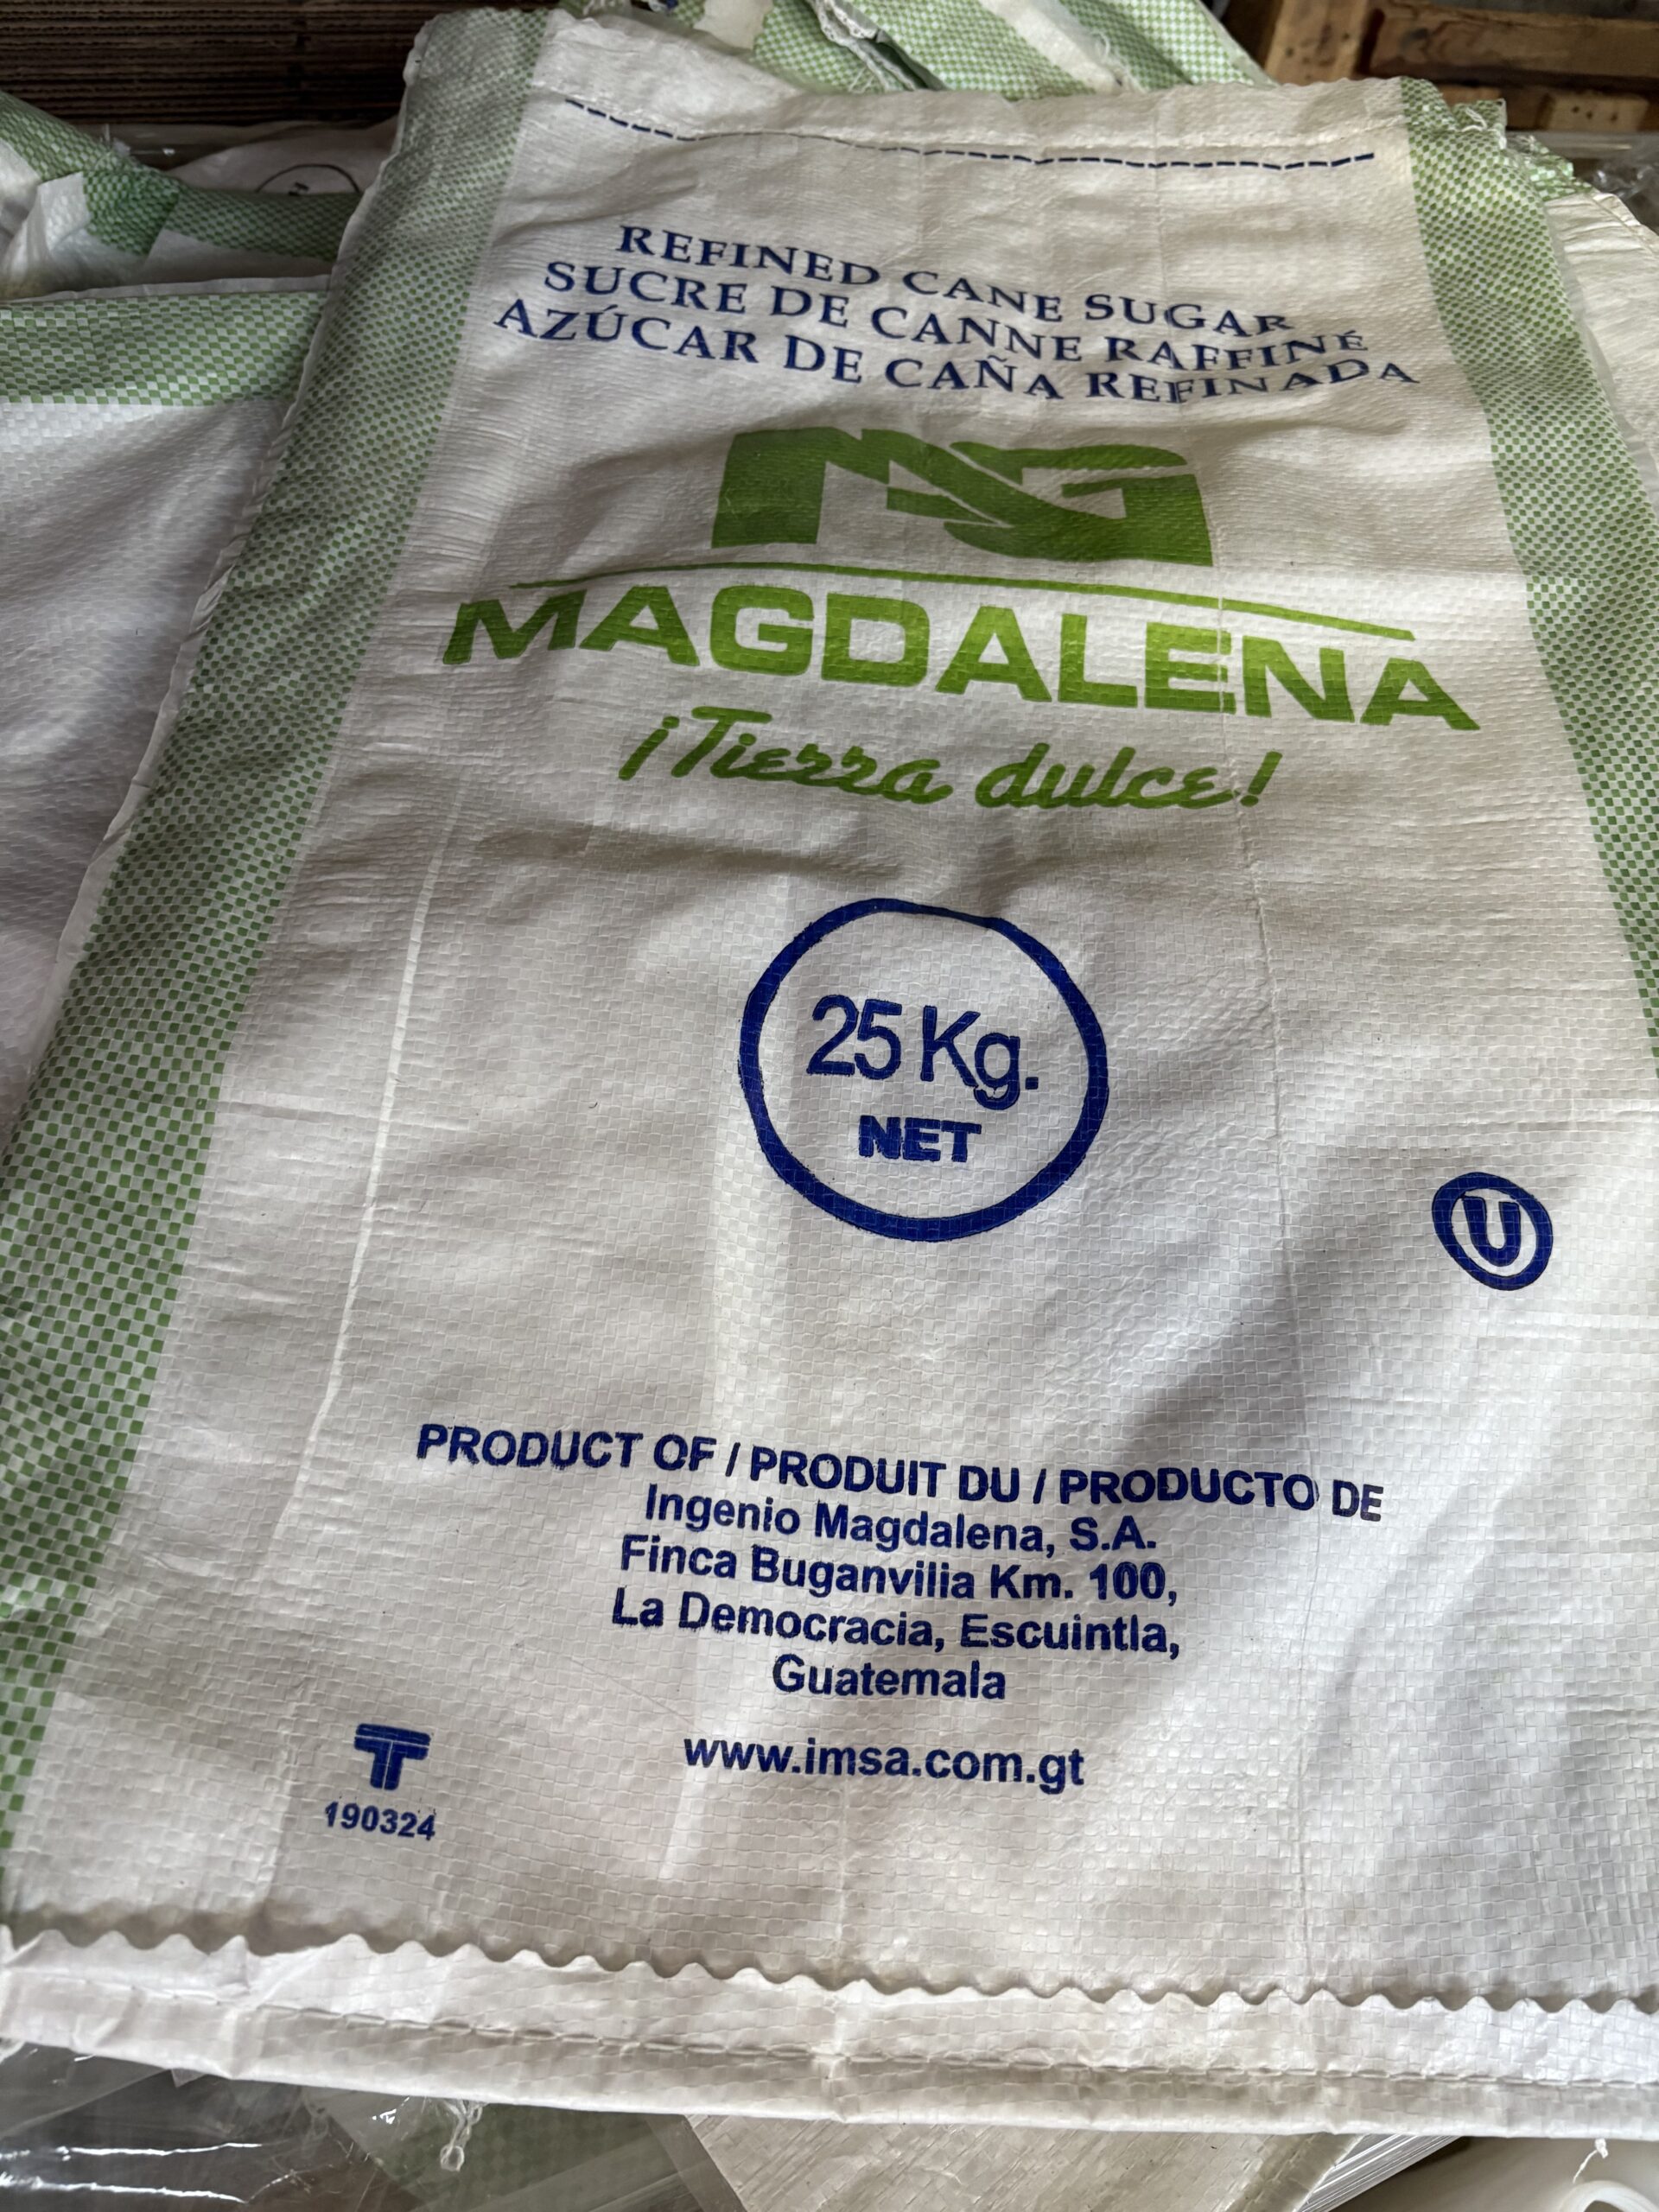 REFINED CANE SUGAR
SUCRE DE CANNE RAFFINÉ
AZÚCAR DE CAÑA REFINADA
MAGDALENA
¡Tierra dulce!
25 Kg.
NET
U
PRODUCT OF / PRODUIT DU / PRODUCTO DE
Ingenio Magdalena, S.A.
Finca Buganvilia Km. 100,
La Democracia, Escuintla,
Guatemala
www.imsa.com.gt
190324